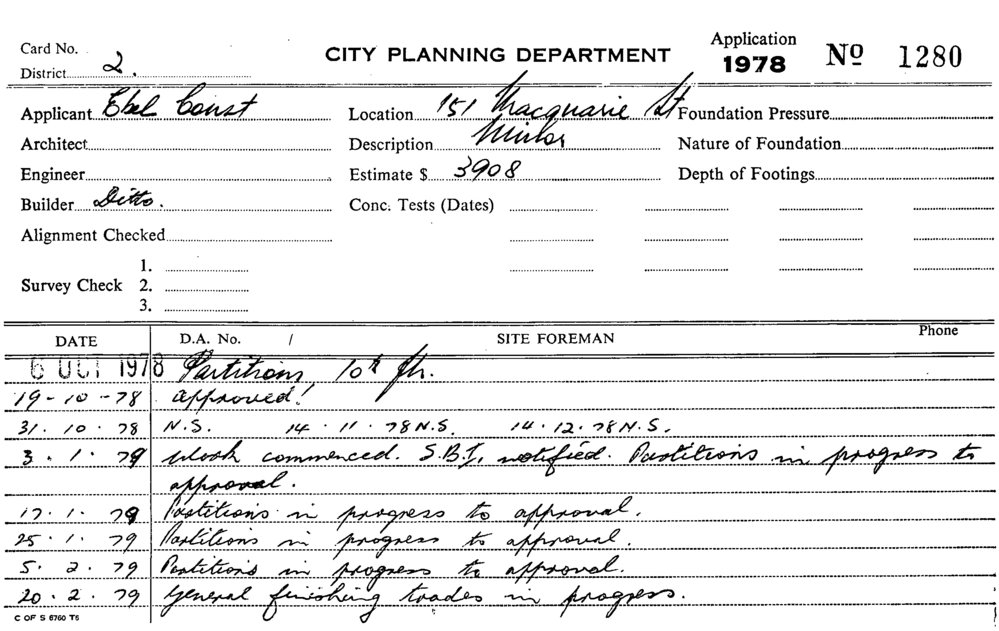 Card No.
CITY PLANNING DEPARTMENT
Application
1978
Nº 1280
District 2.
Applicant Ebel Const
Location 151 Macquarie St
Foundation Pressure
Architect
Description Minor
Nature of Foundation
Engineer
Estimate $ 3908
Depth of Footings
Builder Ditto.
Conc. Tests (Dates)
Alignment Checked
Survey Check 1.
2.
3.
DATE D.A. No. / SITE FOREMAN Phone
6 OCT 1978 Partitions, 10th flr.
19-10-78 approved!
31.10.78 N.S. 14.11.78 N.S. 14.12.78 N.S.
3.1.79 Work commenced. S.B.I. notified. Partitions in progress to
approval.
17.1.79 Partitions in progress to approval.
25.1.79 Partitions in progress to approval.
5.2.79 Partitions in progress to approval.
20.2.79 General finishing trades in progress.
C OF S 6760 T6